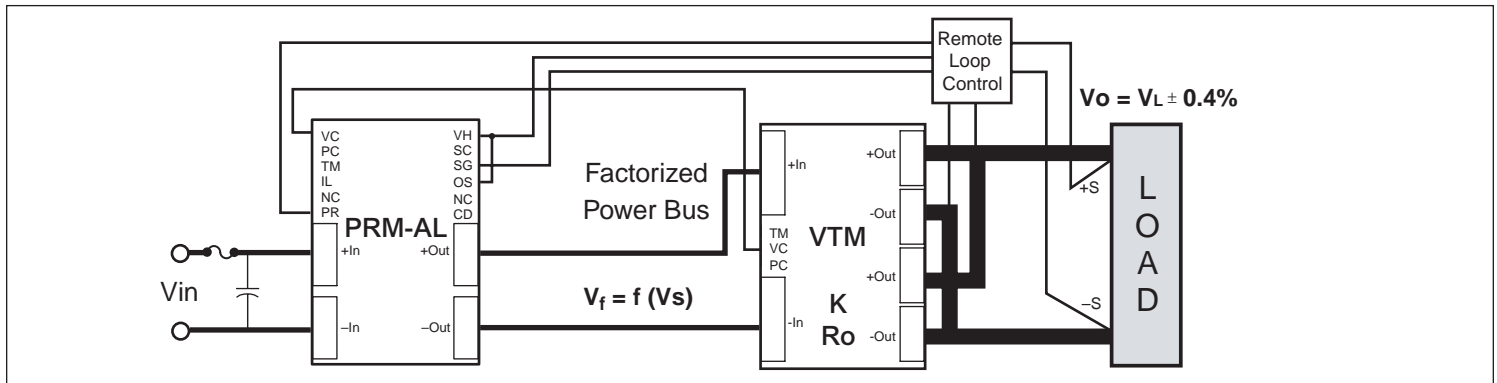 Remote
Loop
Control
Vo = VL ± 0.4%
VC
PC
TM
IL
NC
PR
VH
SC
SG
OS
NC
CD
PRM-AL
+In
–In
+Out
–Out
Vin
Factorized
Power Bus
Vf = f (Vs)
+In
TM
VC
PC
-In
VTM
K
Ro
+Out
-Out
+Out
-Out
+S
–S
L
O
A
D